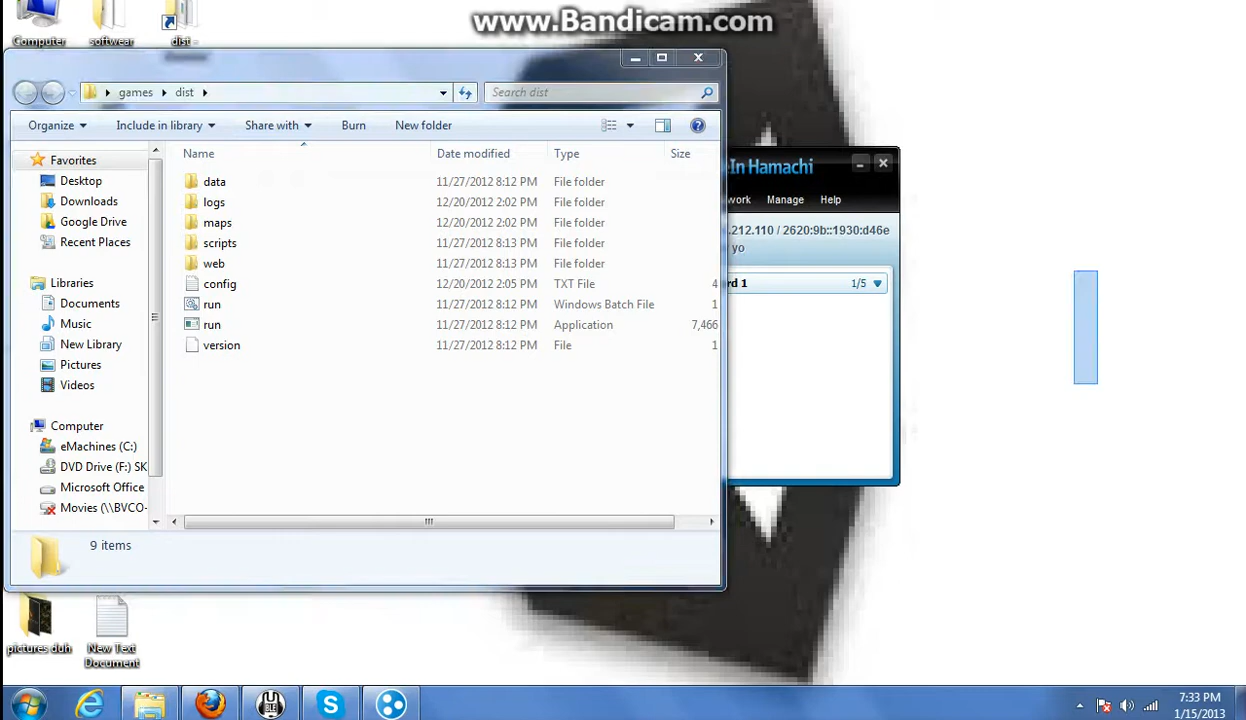 www.Bandicam.com
Computer
softwear
dist -
games
dist
Search dist
Organize
Include in library
Share with
Burn
New folder
Name
Date modified
Type
Size
Favorites
Desktop
Downloads
Google Drive
Recent Places
Libraries
Documents
Music
New Library
Pictures
Videos
Computer
eMachines (C:)
DVD Drive (F:) SK
Microsoft Office
Movies (\\BVCO-
data 11/27/2012 8:12 PM File folder
logs 12/20/2012 2:02 PM File folder
maps 12/20/2012 2:02 PM File folder
scripts 11/27/2012 8:13 PM File folder
web 11/27/2012 8:13 PM File folder
config 12/20/2012 2:05 PM TXT File 4
run 11/27/2012 8:12 PM Windows Batch File 1
run 11/27/2012 8:12 PM Application 7,466
version 11/27/2012 8:12 PM File 1
9 items
In Hamachi
work Manage Help
.212.110 / 2620:9b::1930:d46e
yo
rd 1 1/5
pictures duh
New Text
Document
7:33 PM
1/15/2013